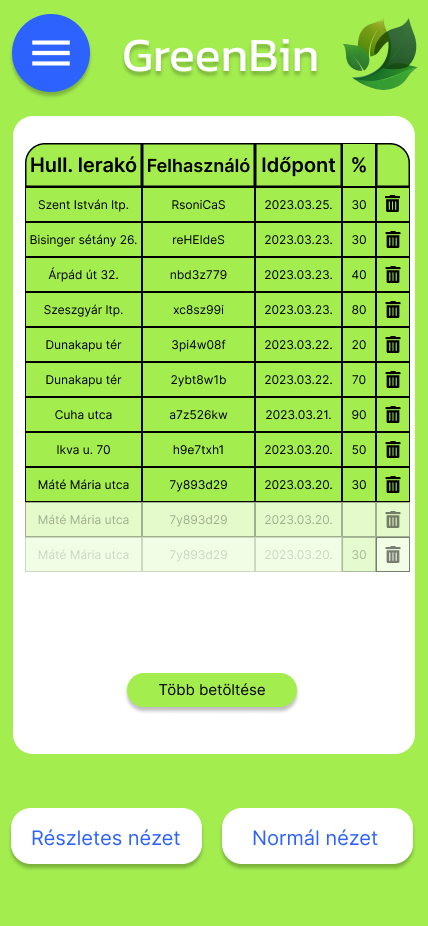 GreenBin
Hull. lerakó Felhasználó Időpont %
Szent István ltp. RsoniCaS 2023.03.25. 30
Bisinger sétány 26. reHEIdeS 2023.03.23. 30
Árpád út 32. nbd3z779 2023.03.23. 40
Szeszgyár ltp. xc8sz99i 2023.03.23. 80
Dunakapu tér 3pi4w08f 2023.03.22. 20
Dunakapu tér 2ybt8w1b 2023.03.22. 70
Cuha utca a7z526kw 2023.03.21. 90
Ikva u. 70 h9e7txh1 2023.03.20. 50
Máté Mária utca 7y893d29 2023.03.20. 30
Máté Mária utca 7y893d29 2023.03.20.
Máté Mária utca 7y893d29 2023.03.20. 30
Több betöltése
Részletes nézet Normál nézet